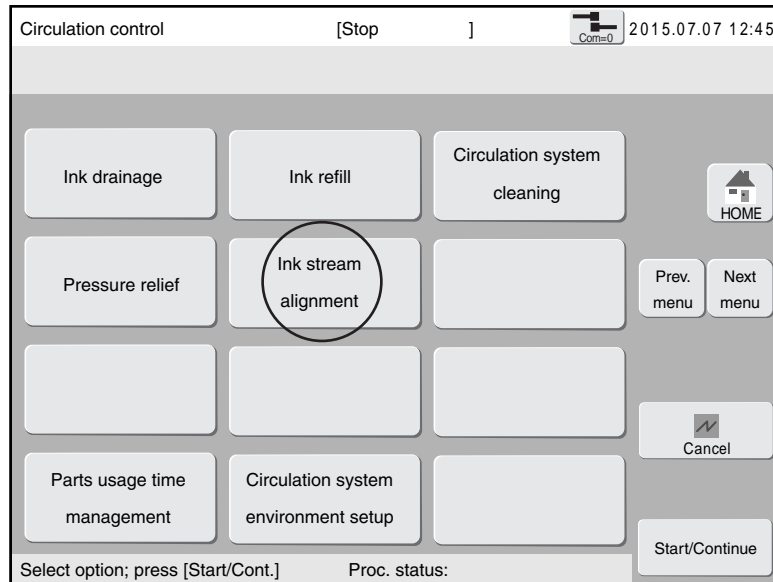 Circulation control [Stop ] Com=0 2015.07.07 12:45
Ink drainage
Ink refill
Circulation system
cleaning
HOME
Pressure relief
Ink stream
alignment
Prev.
menu
Next
menu
Cancel
Parts usage time
management
Circulation system
environment setup
Start/Continue
Select option; press [Start/Cont.] Proc. status: